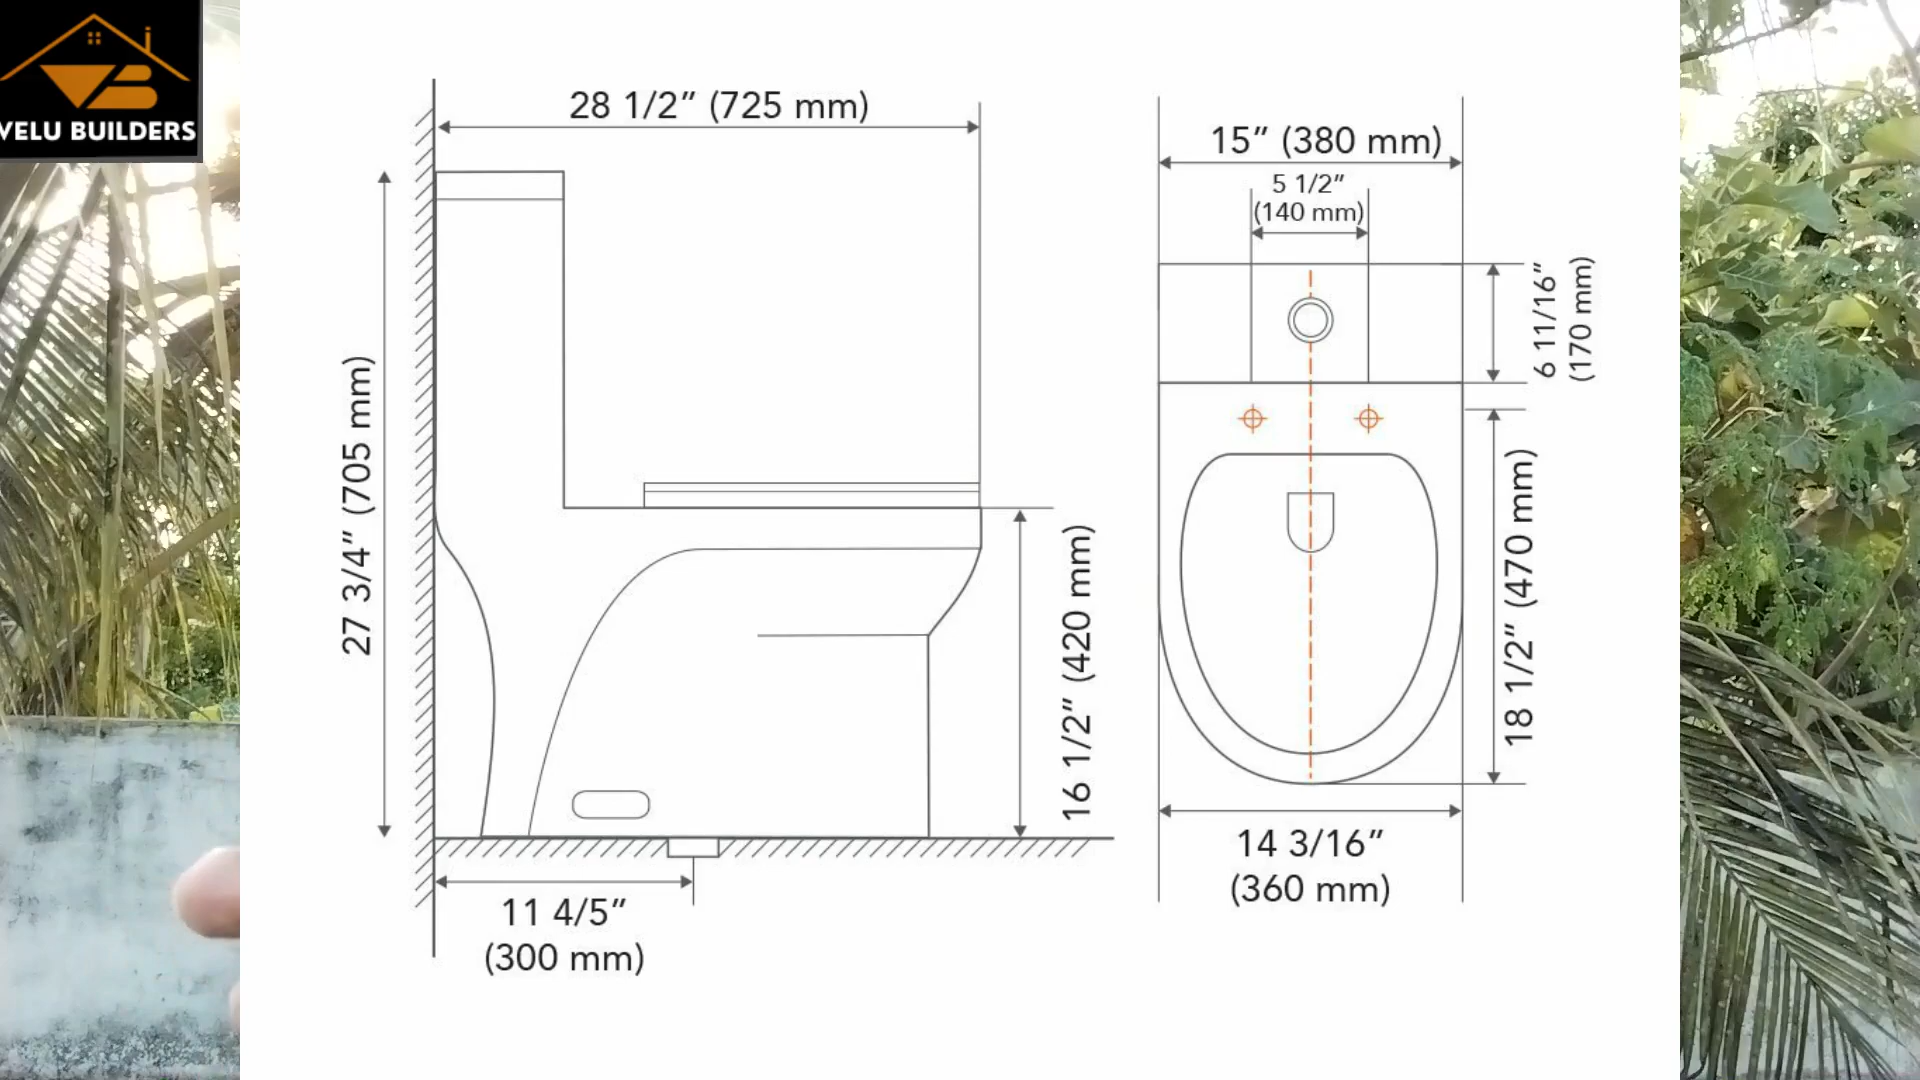 VELU BUILDERS
28 1/2” (725 mm)
27 3/4” (705 mm)
16 1/2” (420 mm)
11 4/5”
(300 mm)
15” (380 mm)
5 1/2”
(140 mm)
6 11/16”
(170 mm)
18 1/2” (470 mm)
14 3/16”
(360 mm)